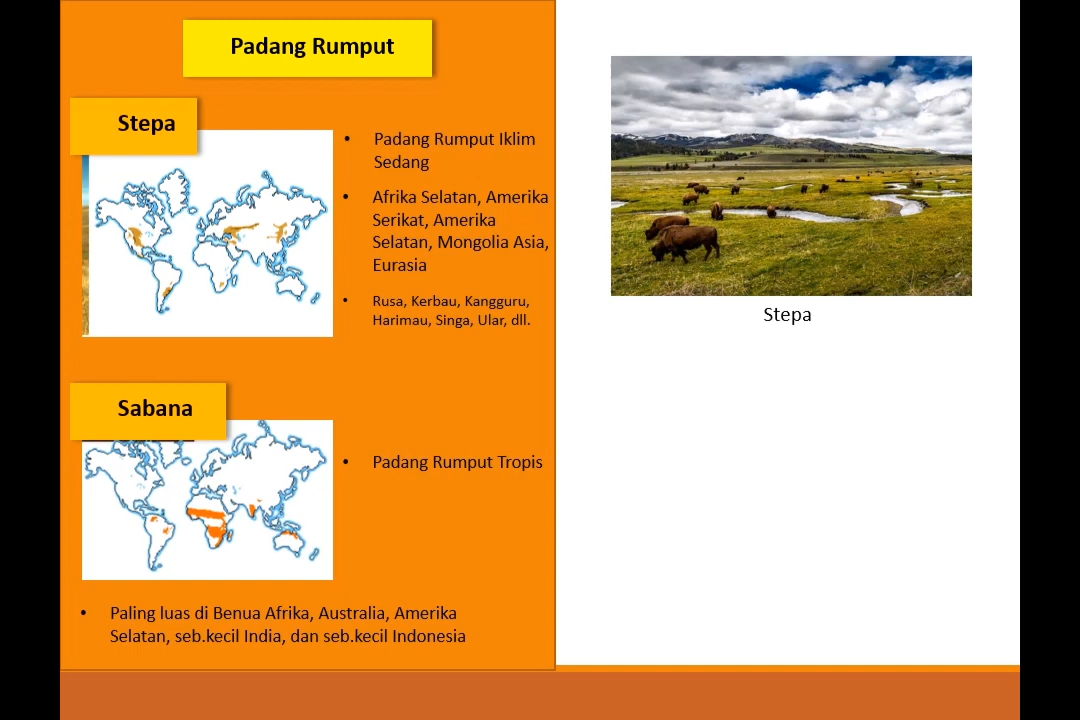 Padang Rumput
Stepa
• Padang Rumput Iklim
Sedang
• Afrika Selatan, Amerika
Serikat, Amerika
Selatan, Mongolia Asia,
Eurasia
• Rusa, Kerbau, Kangguru,
Harimau, Singa, Ular, dll.
Sabana
• Padang Rumput Tropis
• Paling luas di Benua Afrika, Australia, Amerika
Selatan, seb.kecil India, dan seb.kecil Indonesia
Stepa